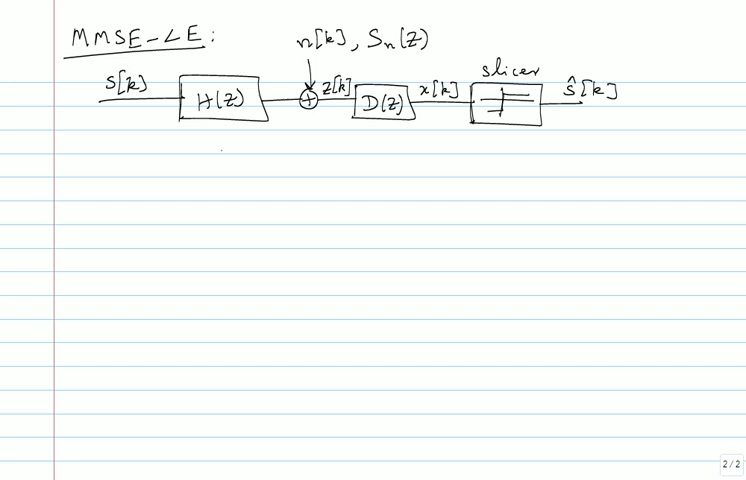 MMSE-LE:
n[k], Sn(z)
slicer
s[k] H(z) + z[k] D(z) x[k] ŝ[k]
2/2